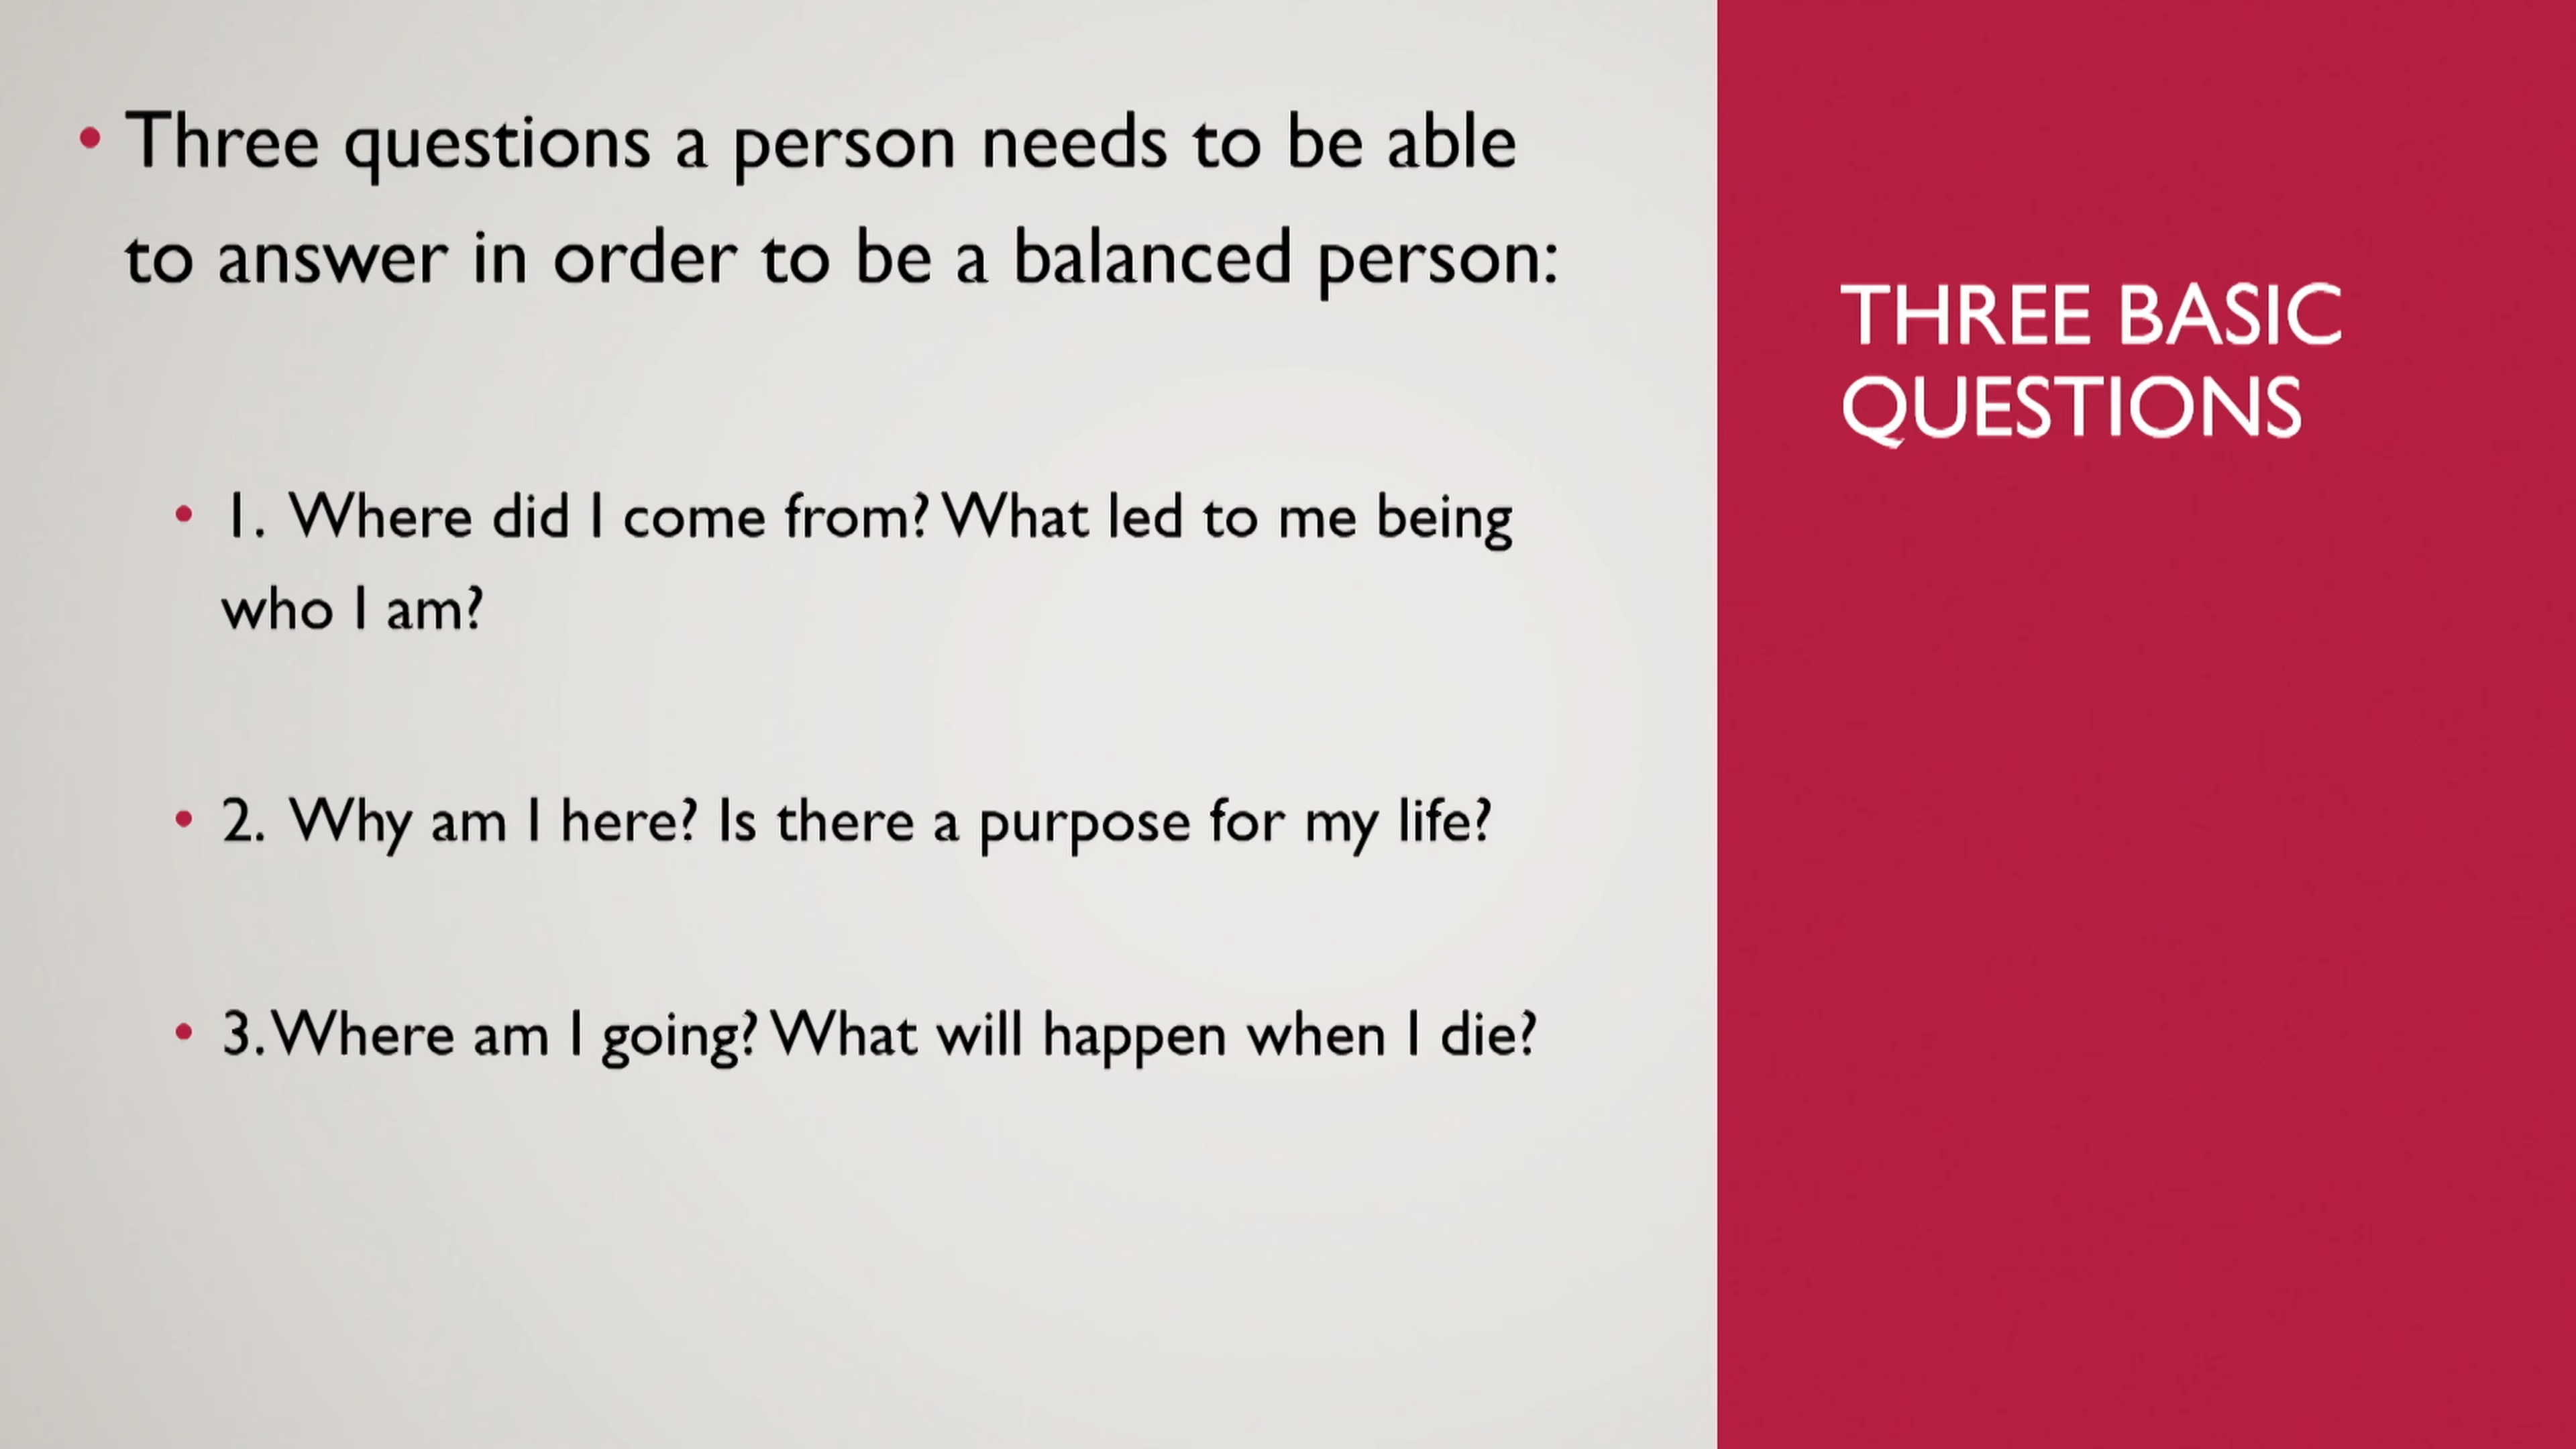 • Three questions a person needs to be able
to answer in order to be a balanced person:
• 1. Where did I come from? What led to me being
who I am?
• 2. Why am I here? Is there a purpose for my life?
• 3. Where am I going? What will happen when I die?
THREE BASIC
QUESTIONS